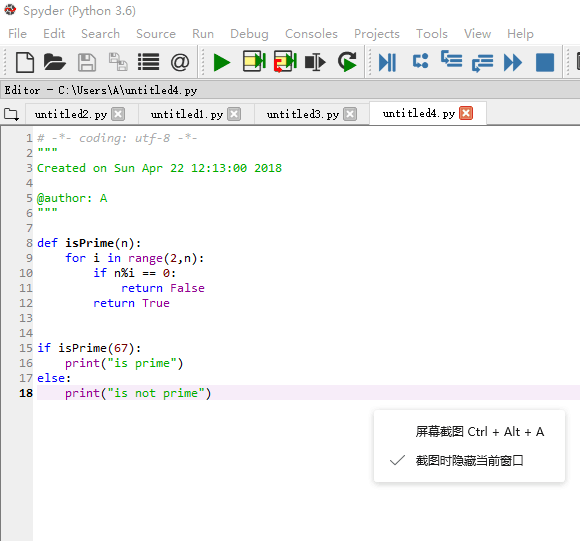 Spyder (Python 3.6)
File Edit Search Source Run Debug Consoles Projects Tools View Help
Editor - C:\Users\A\untitled4.py
untitled2.py untitled1.py untitled3.py untitled4.py
1 # -*- coding: utf-8 -*-
2 """
3 Created on Sun Apr 22 12:13:00 2018
4
5 @author: A
6 """
7
8 def isPrime(n):
9     for i in range(2,n):
10         if n%i == 0:
11             return False
12         return True
13
14
15 if isPrime(67):
16     print("is prime")
17 else:
18     print("is not prime")
屏幕截图 Ctrl + Alt + A
截图时隐藏当前窗口